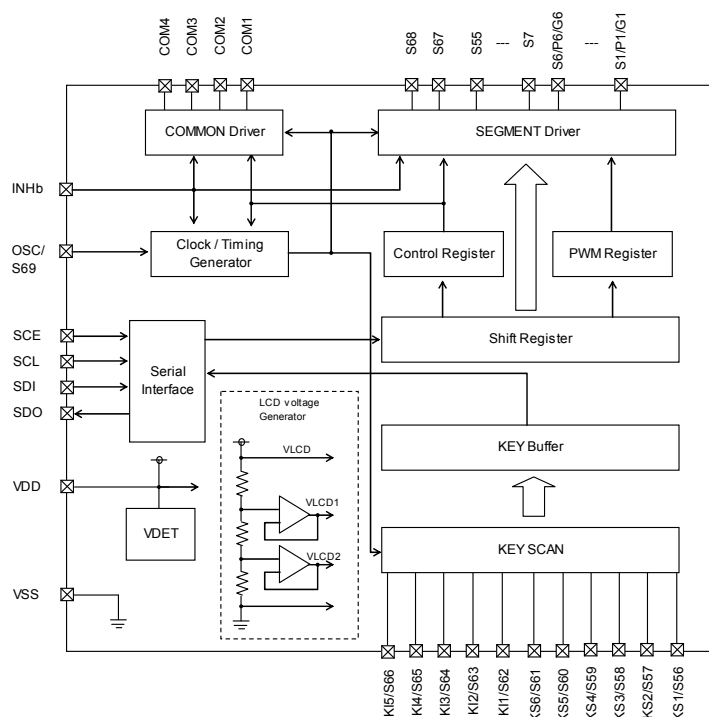 COM4
COM3
COM2
COM1
S68
S67
S55
---
S7
S6/P6/G6
---
S1/P1/G1
COMMON Driver
SEGMENT Driver
INHb
OSC/
S69
Clock / Timing
Generator
Control Register
PWM Register
SCE
SCL
SDI
SDO
Serial
Interface
Shift Register
LCD voltage
Generator
VLCD
VLCD1
VLCD2
KEY Buffer
VDD
VDET
KEY SCAN
VSS
KI5/S66
KI4/S65
KI3/S64
KI2/S63
KI1/S62
KS6/S61
KS5/S60
KS4/S59
KS3/S58
KS2/S57
KS1/S56